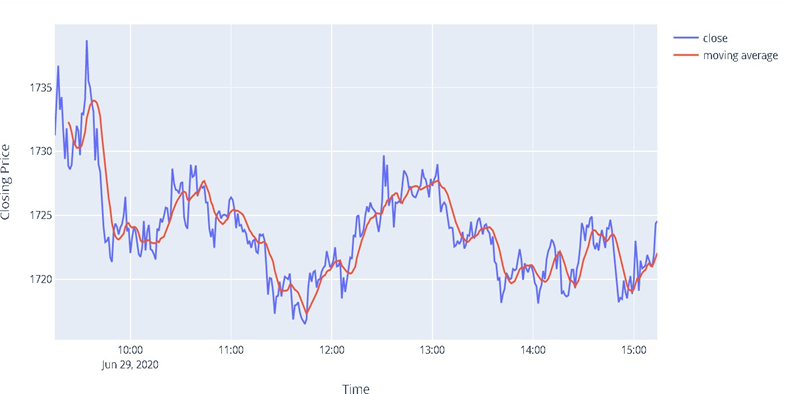 close
moving average
Closing Price
1735
1730
1725
1720
10:00 11:00 12:00 13:00 14:00 15:00
Jun 29, 2020
Time